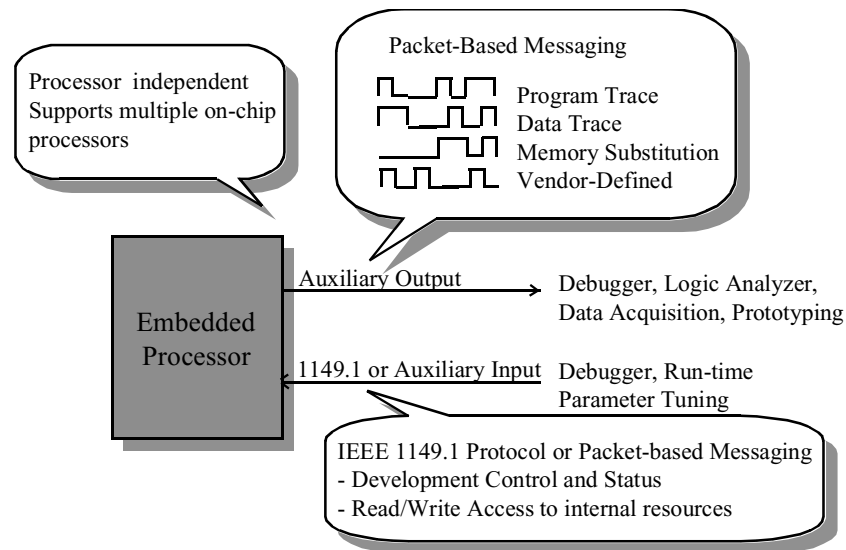 Processor independent
Supports multiple on-chip
processors
Packet-Based Messaging
Program Trace
Data Trace
Memory Substitution
Vendor-Defined
Embedded
Processor
Auxiliary Output
Debugger, Logic Analyzer,
Data Acquisition, Prototyping
1149.1 or Auxiliary Input
Debugger, Run-time
Parameter Tuning
IEEE 1149.1 Protocol or Packet-based Messaging
- Development Control and Status
- Read/Write Access to internal resources